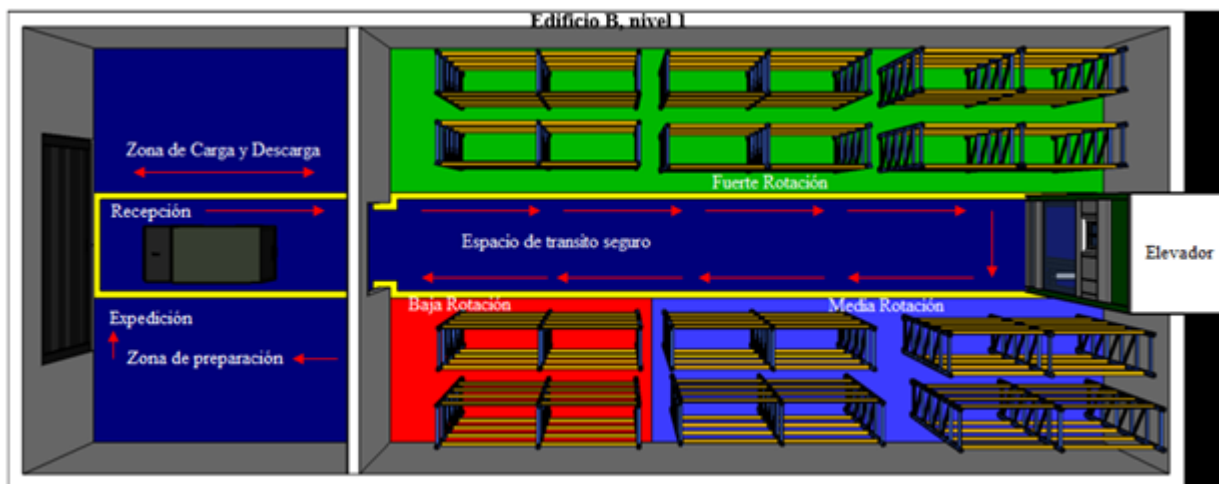 Edificio B, nivel 1
Zona de Carga y Descarga
Fuerte Rotación
Recepción
Espacio de transito seguro
Elevador
Baja Rotación
Media Rotación
Expedición
Zona de preparación